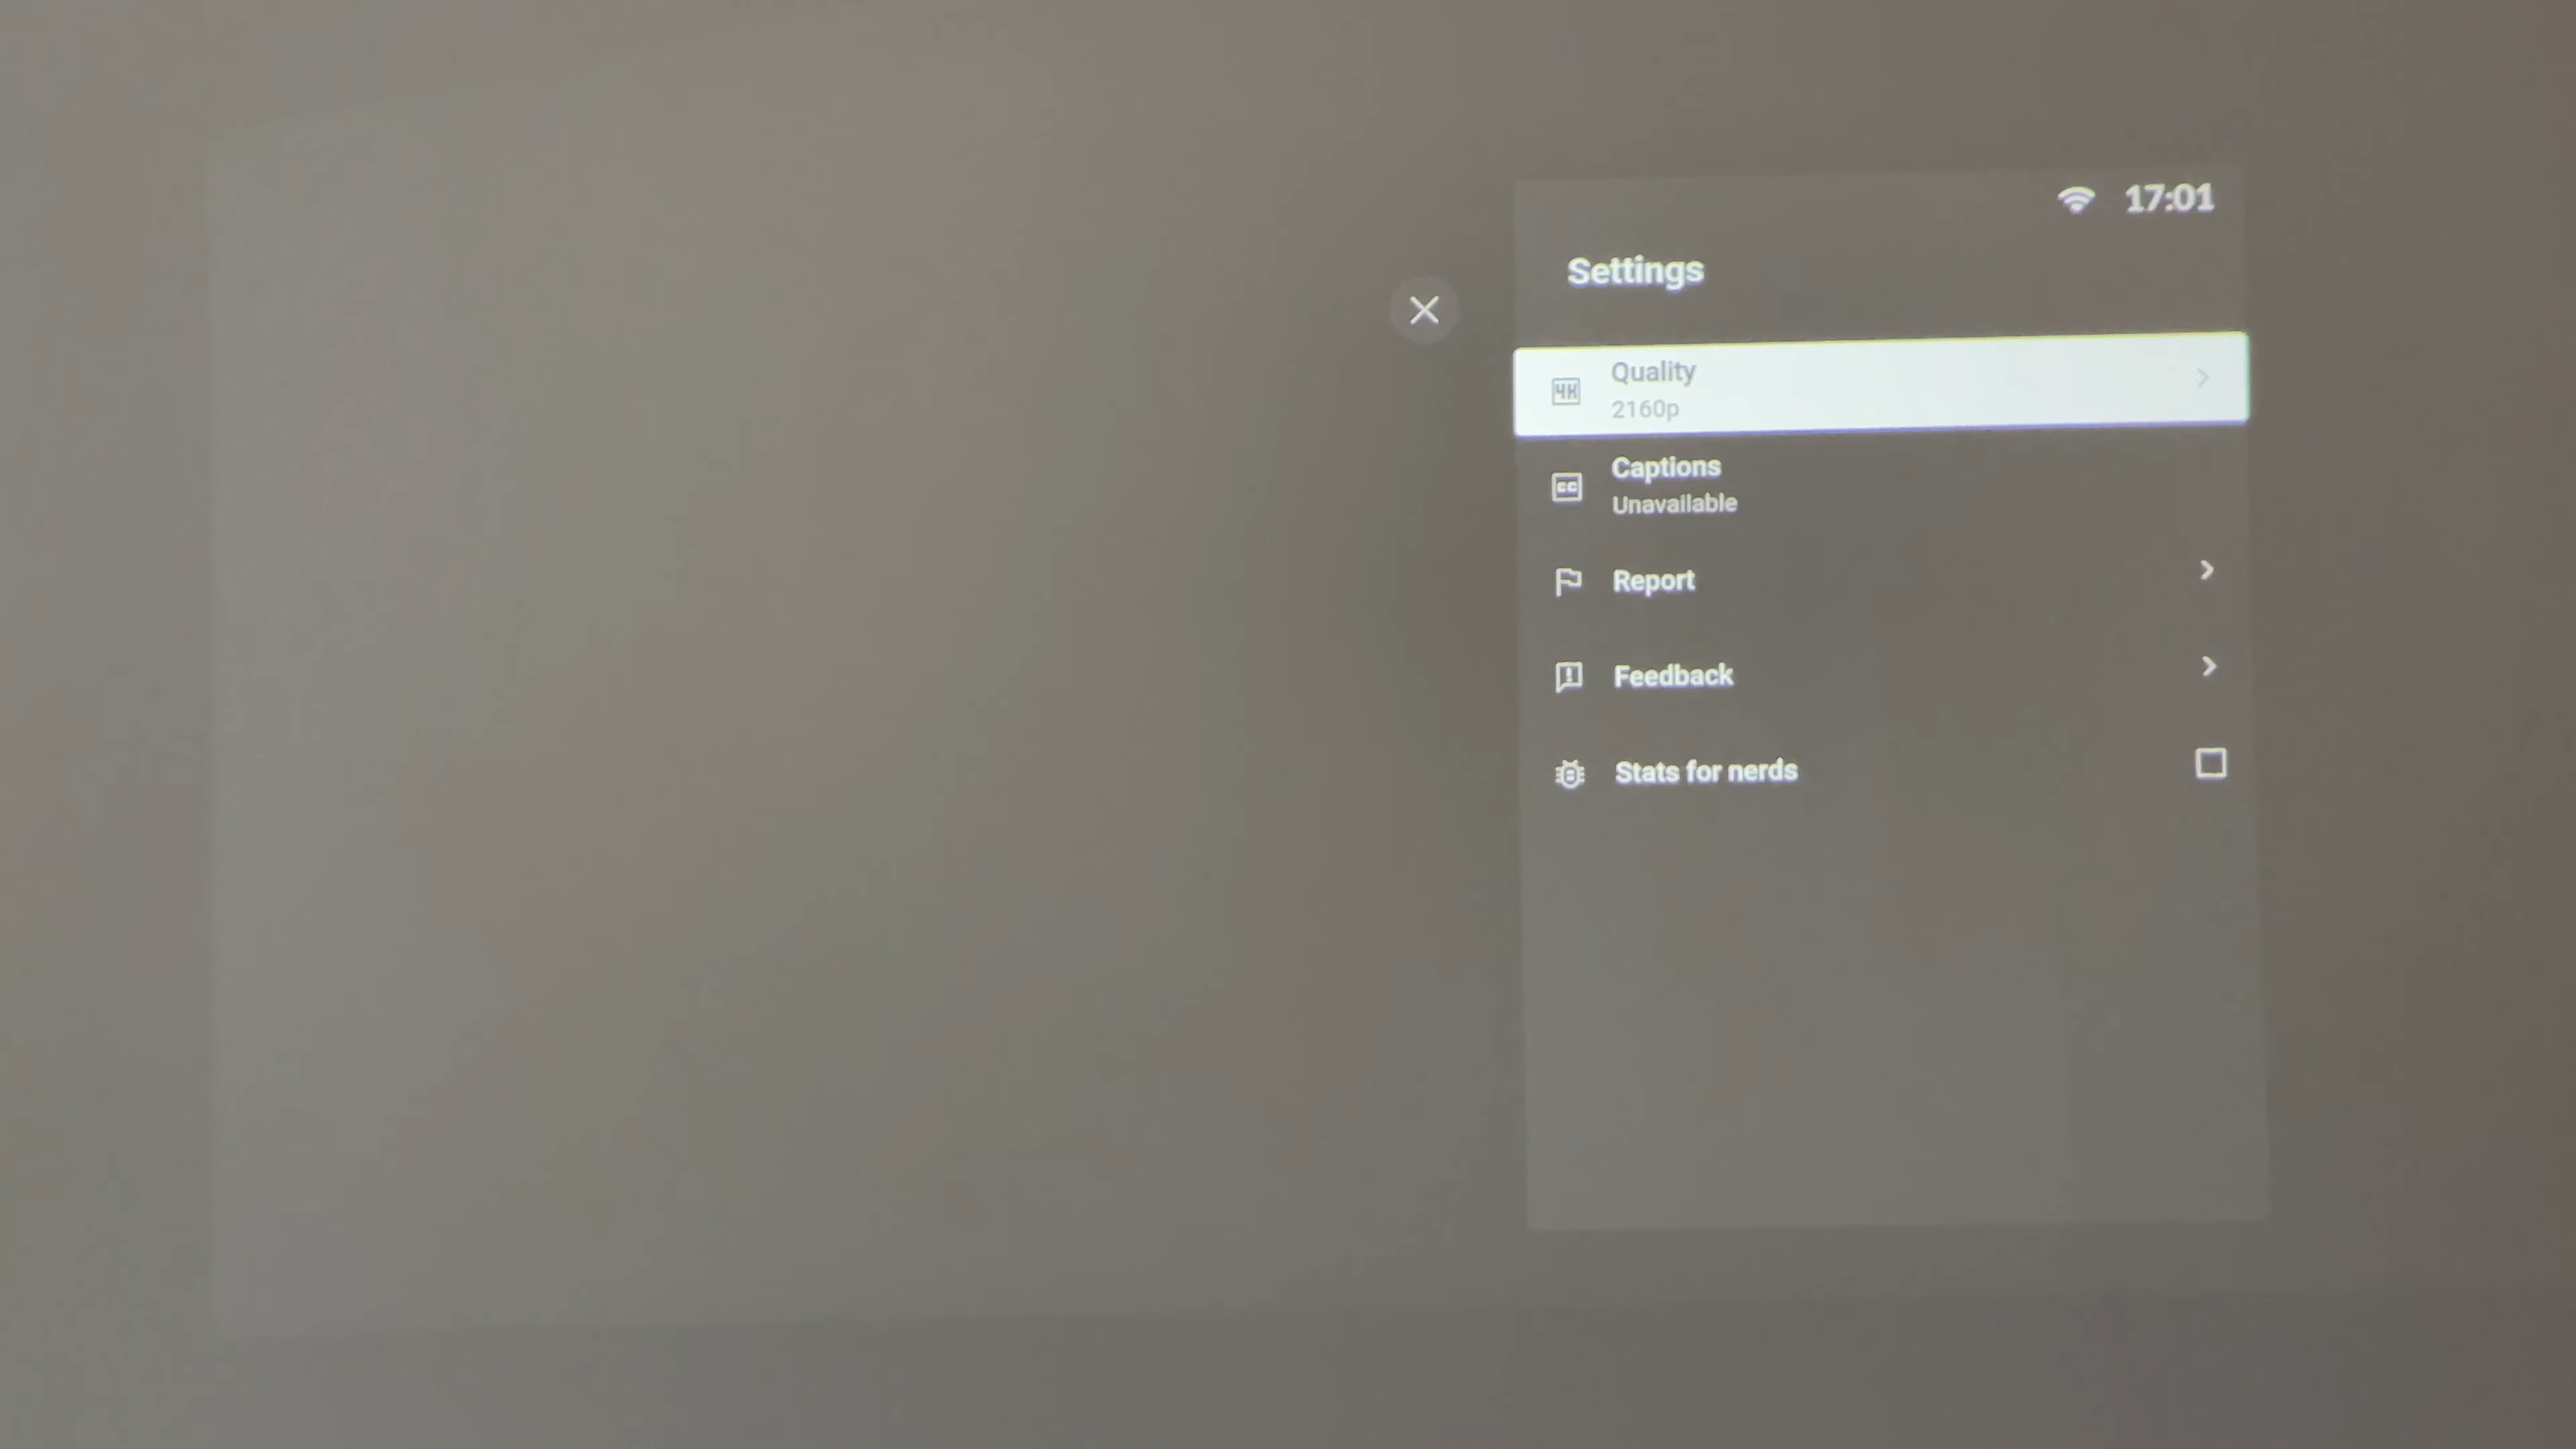 17:01
Settings
Quality
2160p
Captions
Unavailable
Report
Feedback
Stats for nerds